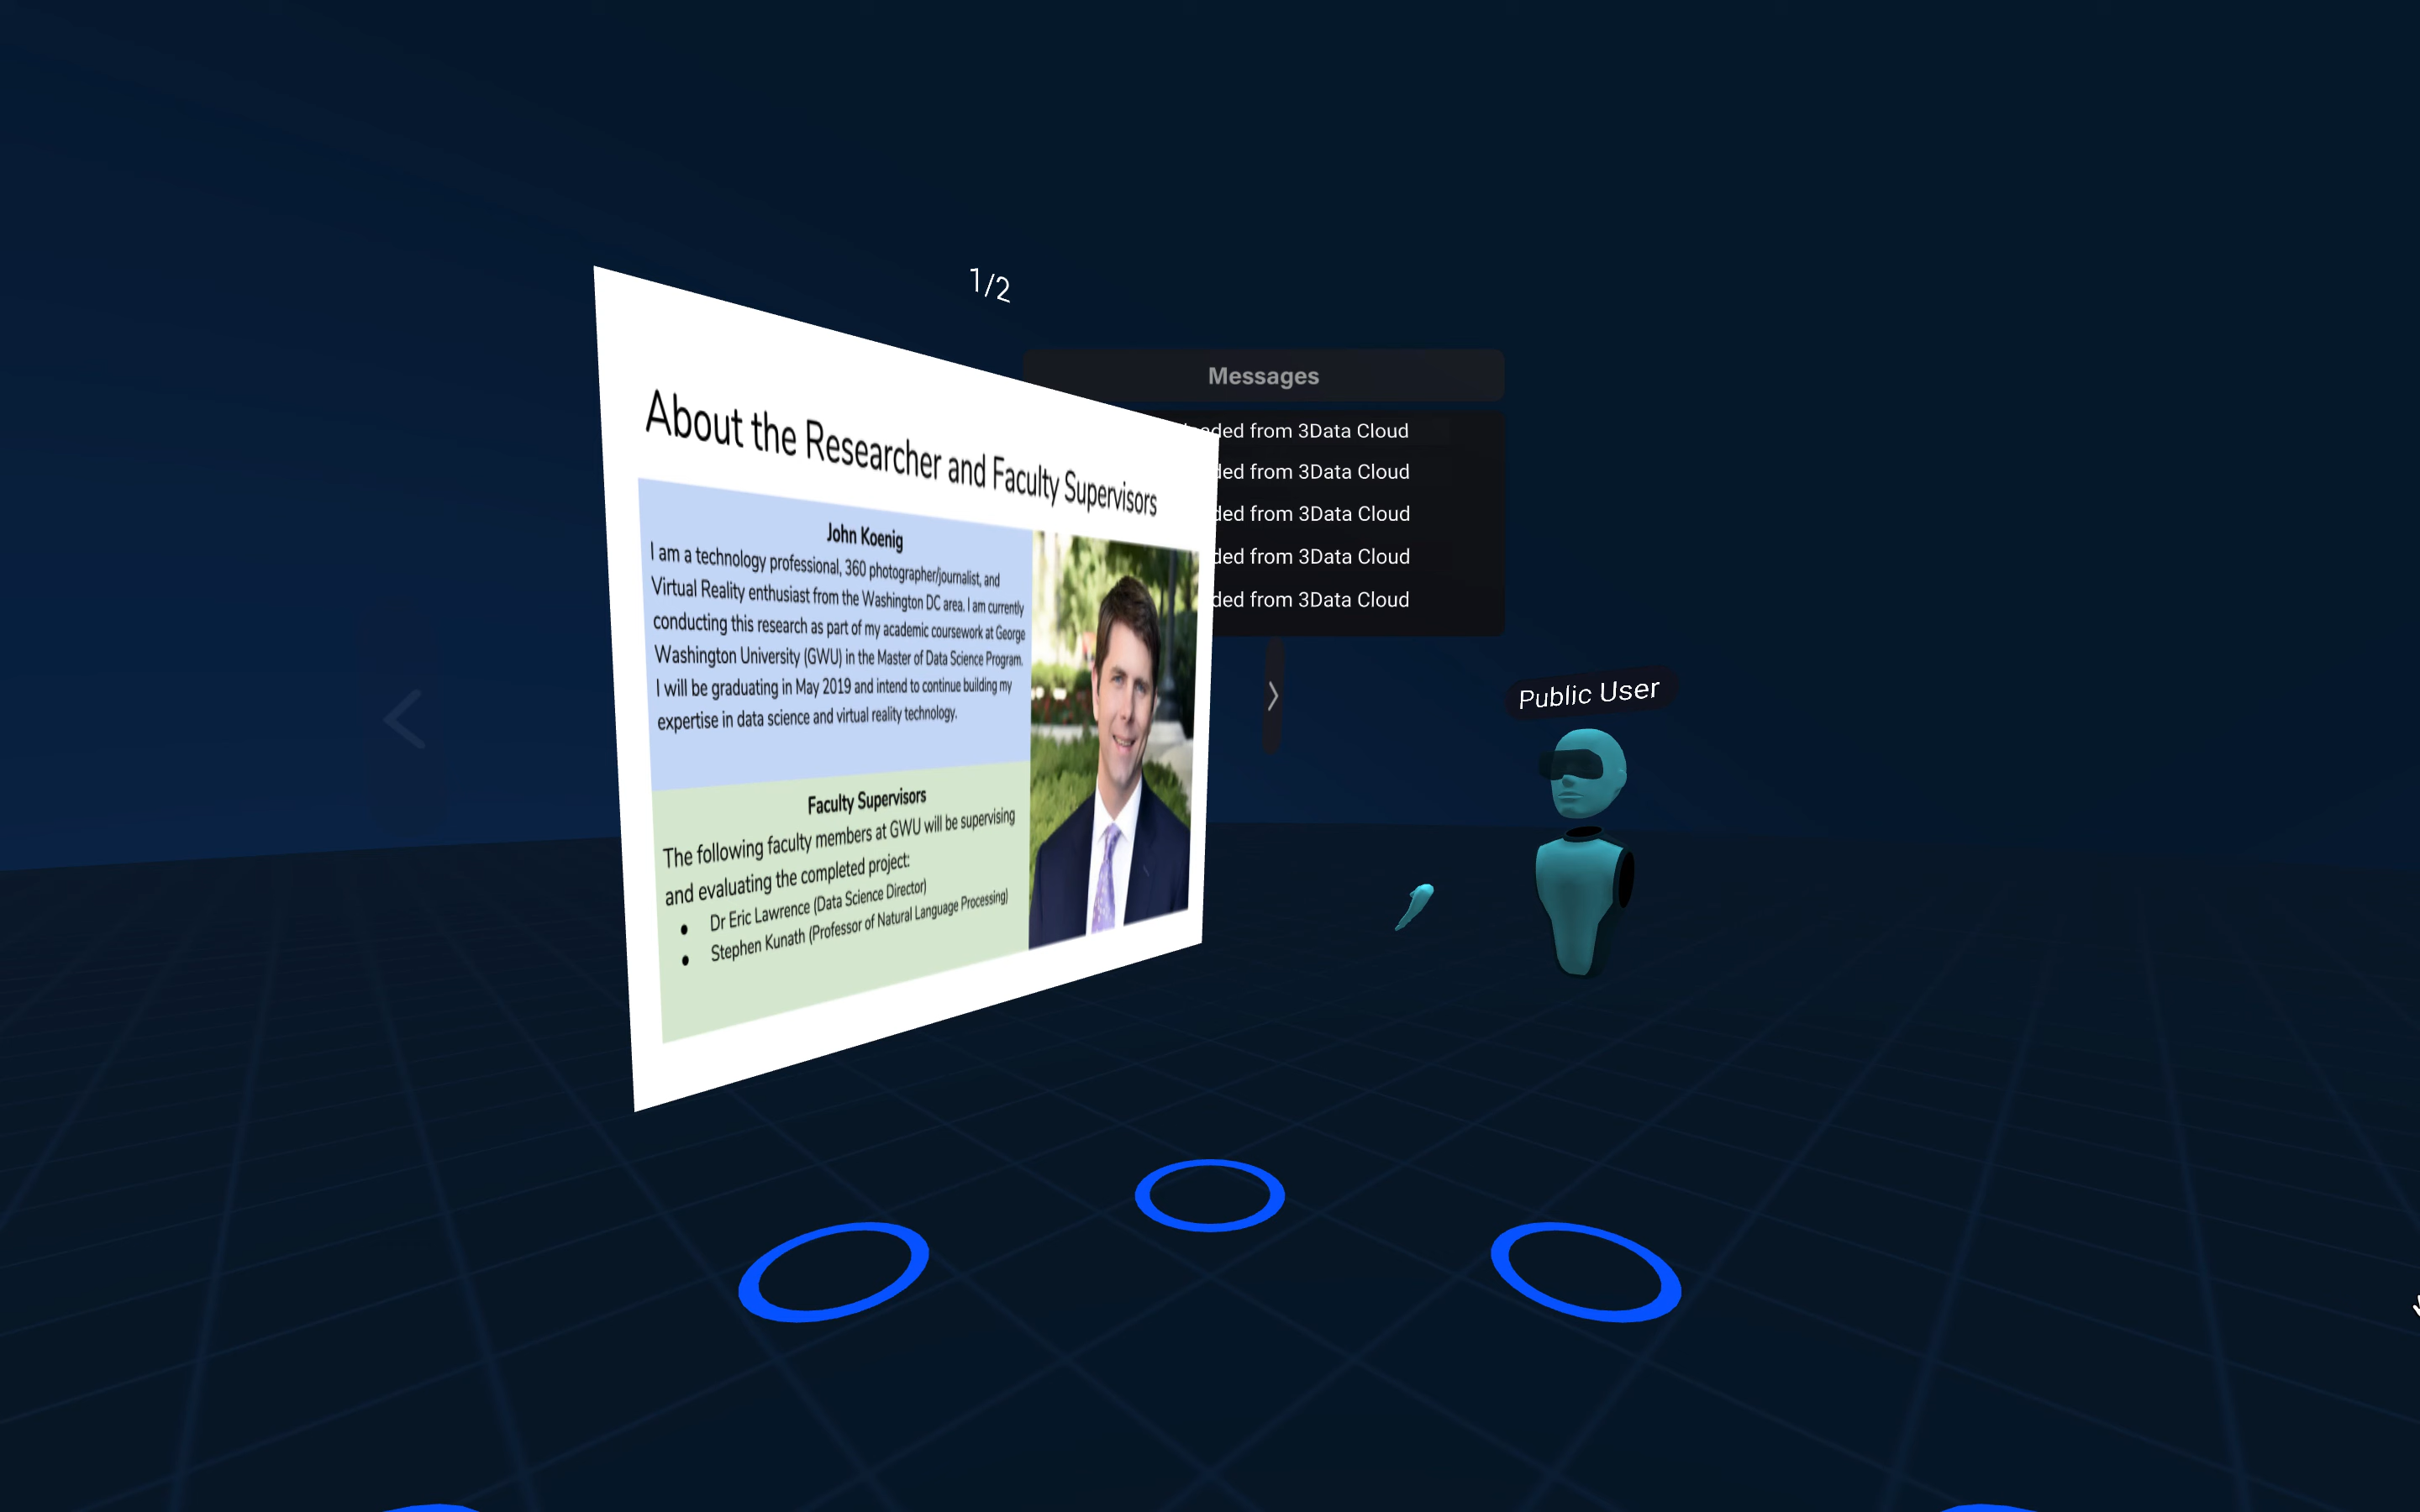 1/2
About the Researcher and Faculty Supervisors
John Koenig
I am a technology professional, 360 photographer/journalist, and
Virtual Reality enthusiast from the Washington DC area. I am currently
conducting this research as part of my academic coursework at George
Washington University (GWU) in the Master of Data Science Program.
I will be graduating in May 2019 and intend to continue building my
expertise in data science and virtual reality technology.
Faculty Supervisors
The following faculty members at GWU will be supervising
and evaluating the completed project:
● Dr Eric Lawrence (Data Science Director)
● Stephen Kunath (Professor of Natural Language Processing)
Messages
from 3Data Cloud
from 3Data Cloud
from 3Data Cloud
from 3Data Cloud
from 3Data Cloud
Public User